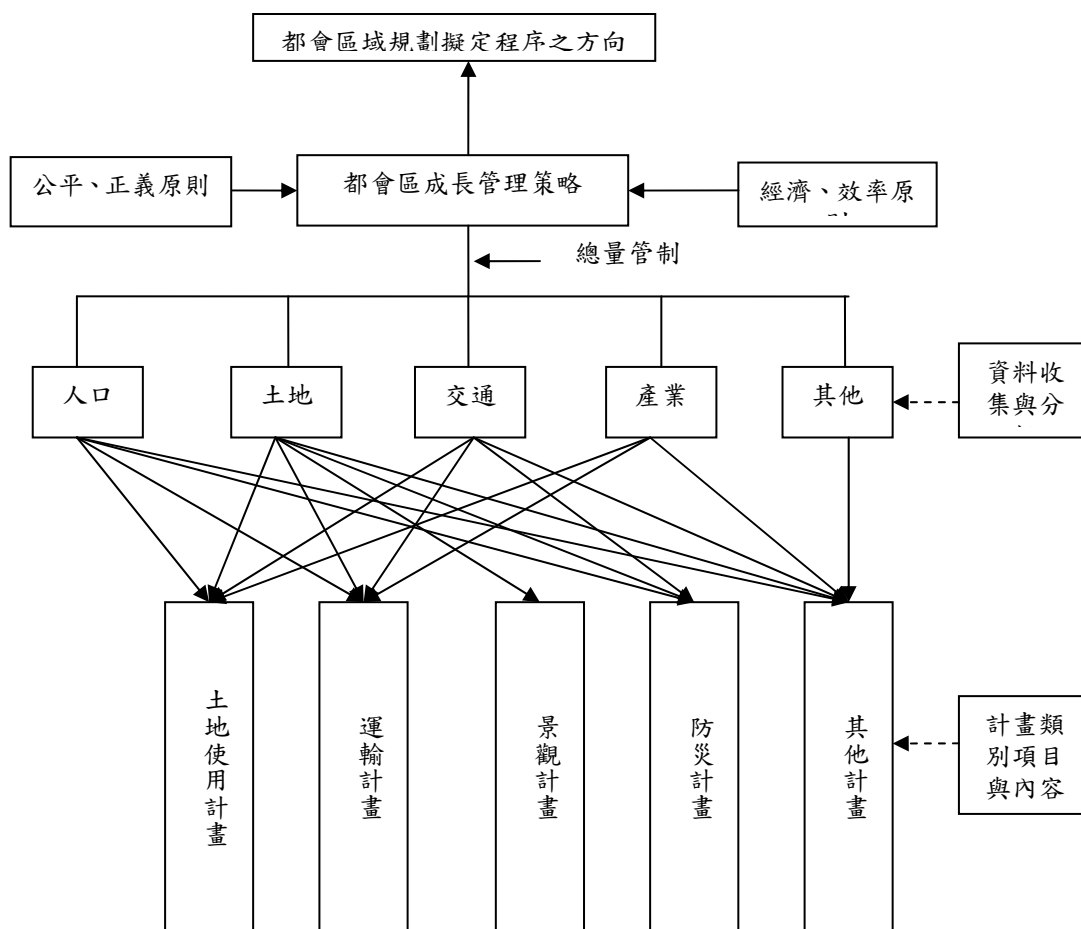 都會區域規劃擬定程序之方向
公平、正義原則
都會區成長管理策略
經濟、效率原
總量管制
人口
土地
交通
產業
其他
資料收
集與分
土地使用計畫
運輸計畫
景觀計畫
防災計畫
其他計畫
計畫類
別項目
與內容